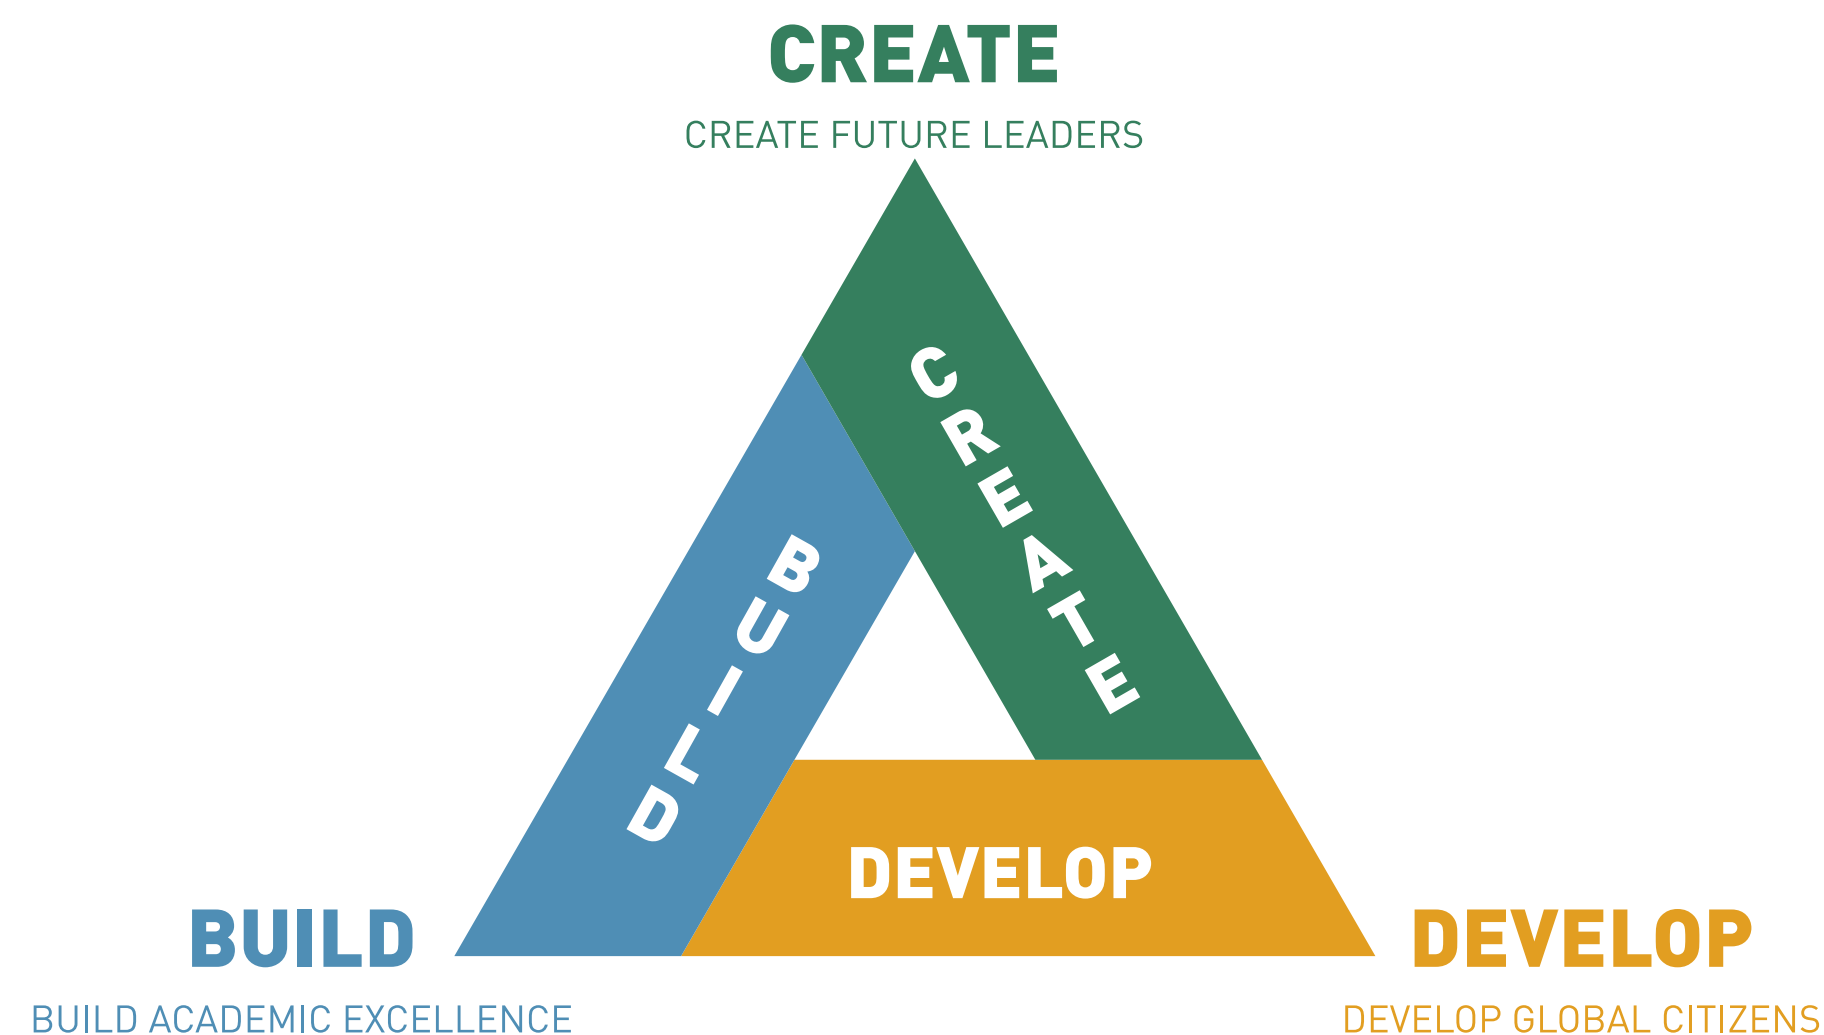 CREATE
CREATE FUTURE LEADERS
CREATE
BUILD
DEVELOP
BUILD
BUILD ACADEMIC EXCELLENCE
DEVELOP
DEVELOP GLOBAL CITIZENS